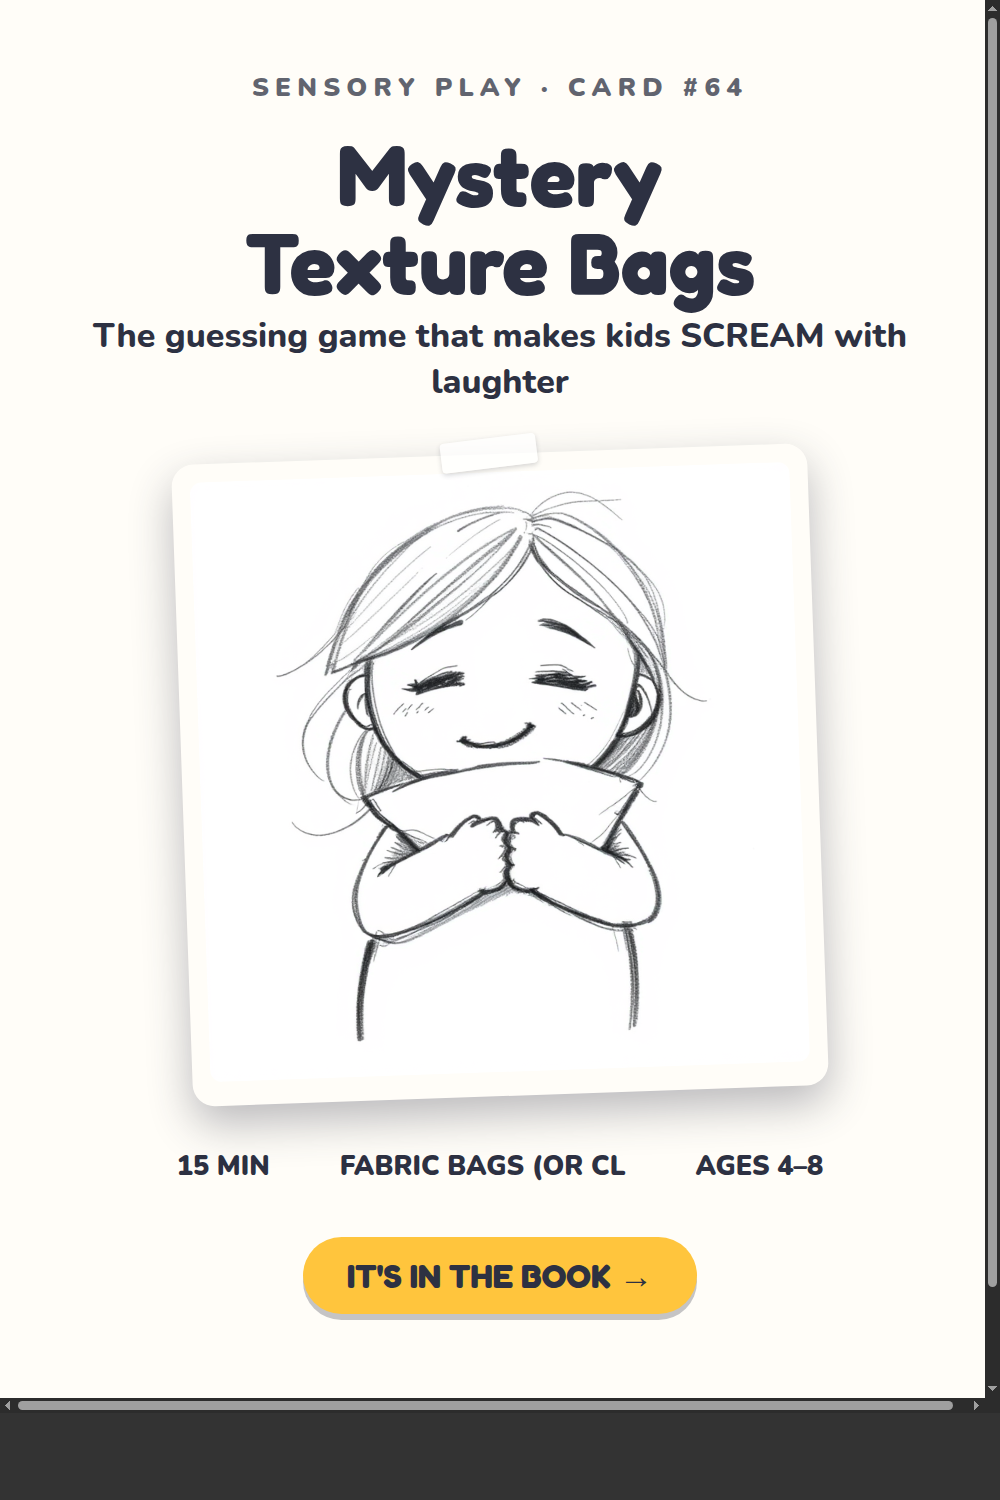 SENSORY PLAY · CARD #64
Mystery
Texture Bags
The guessing game that makes kids SCREAM with
laughter
15 MIN FABRIC BAGS (OR CL AGES 4–8
IT'S IN THE BOOK →